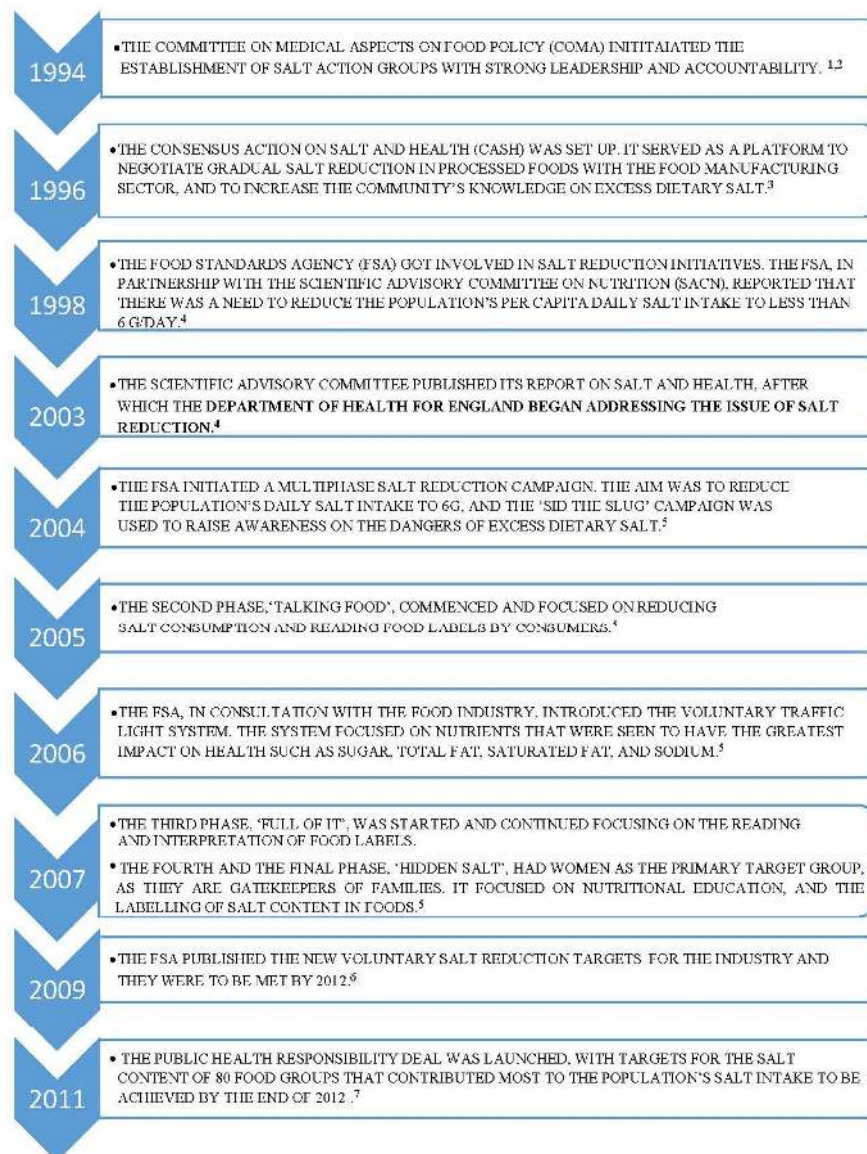 1994
•THE COMMITTEE ON MEDICAL ASPECTS ON FOOD POLICY (COMA) INITITAIATED THE
ESTABLISHMENT OF SALT ACTION GROUPS WITH STRONG LEADERSHIP AND ACCOUNTABILITY. 1,2
1996
•THE CONSENSUS ACTION ON SALT AND HEALTH (CASH) WAS SET UP. IT SERVED AS A PLATFORM TO
NEGOTIATE GRADUAL SALT REDUCTION IN PROCESSED FOODS WITH THE FOOD MANUFACTURING
SECTOR, AND TO INCREASE THE COMMUNITY'S KNOWLEDGE ON EXCESS DIETARY SALT.3
1998
•THE FOOD STANDARDS AGENCY (FSA) GOT INVOLVED IN SALT REDUCTION INITIATIVES. THE FSA, IN
PARTNERSHIP WITH THE SCIENTIFIC ADVISORY COMMITTEE ON NUTRITION (SACN), REPORTED THAT
THERE WAS A NEED TO REDUCE THE POPULATION'S PER CAPITA DAILY SALT INTAKE TO LESS THAN
6 G/DAY.4
2003
•THE SCIENTIFIC ADVISORY COMMITTEE PUBLISHED ITS REPORT ON SALT AND HEALTH, AFTER
WHICH THE DEPARTMENT OF HEALTH FOR ENGLAND BEGAN ADDRESSING THE ISSUE OF SALT
REDUCTION.4
2004
•THE FSA INITIATED A MULTIPHASE SALT REDUCTION CAMPAIGN. THE AIM WAS TO REDUCE
THE POPULATION'S DAILY SALT INTAKE TO 6G, AND THE 'SID THE SLUG' CAMPAIGN WAS
USED TO RAISE AWARENESS ON THE DANGERS OF EXCESS DIETARY SALT.5
2005
•THE SECOND PHASE,'TALKING FOOD', COMMENCED AND FOCUSED ON REDUCING
SALT CONSUMPTION AND READING FOOD LABELS BY CONSUMERS.
2006
•THE FSA, IN CONSULTATION WITH THE FOOD INDUSTRY, INTRODUCED THE VOLUNTARY TRAFFIC
LIGHT SYSTEM. THE SYSTEM FOCUSED ON NUTRIENTS THAT WERE SEEN TO HAVE THE GREATEST
IMPACT ON HEALTH SUCH AS SUGAR, TOTAL FAT, SATURATED FAT, AND SODIUM.5
2007
•THE THIRD PHASE, 'FULL OF IT', WAS STARTED AND CONTINUED FOCUSING ON THE READING
AND INTERPRETATION OF FOOD LABELS.
• THE FOURTH AND THE FINAL PHASE, 'HIDDEN SALT', HAD WOMEN AS THE PRIMARY TARGET GROUP,
AS THEY ARE GATEKEEPERS OF FAMILIES. IT FOCUSED ON NUTRITIONAL EDUCATION, AND THE
LABELLING OF SALT CONTENT IN FOODS.5
2009
•THE FSA PUBLISHED THE NEW VOLUNTARY SALT REDUCTION TARGETS FOR THE INDUSTRY AND
THEY WERE TO BE MET BY 2012.6
2011
• THE PUBLIC HEALTH RESPONSIBILITY DEAL WAS LAUNCHED, WITH TARGETS FOR THE SALT
CONTENT OF 80 FOOD GROUPS THAT CONTRIBUTED MOST TO THE POPULATION'S SALT INTAKE TO BE
ACHIEVED BY THE END OF 2012 .7